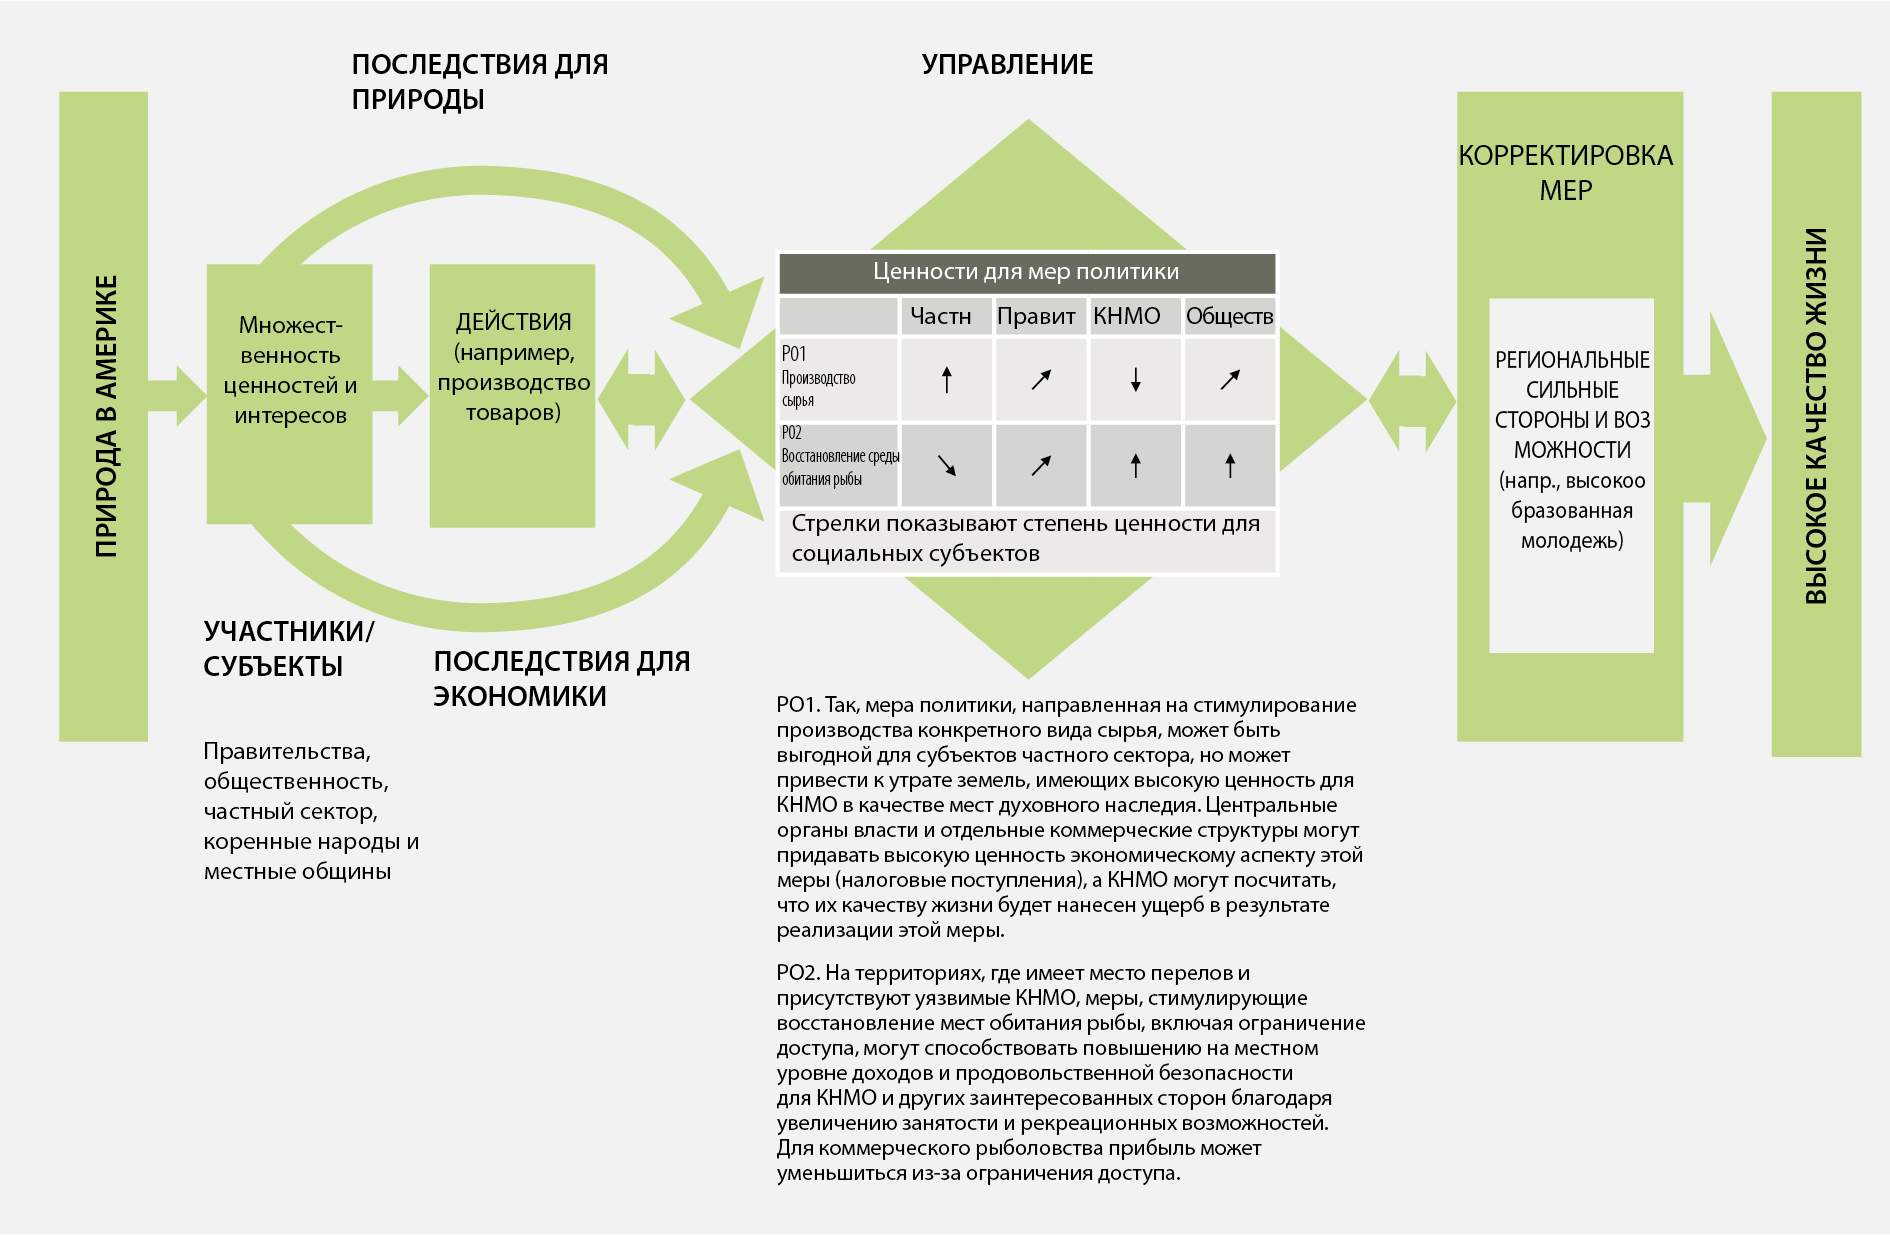 ПОСЛЕДСТВИЯ ДЛЯ
ПРИРОДЫ
УПРАВЛЕНИЕ
ПРИРОДА В АМЕРИКЕ
Множест-
венность
ценностей и
интересов
ДЕЙСТВИЯ
(например,
производство
товаров)
Ценности для мер политики
Частн Правит КНМО Обществ
PO1
Производство
сырья
↑ ↗ ↓ ↗
PO2
Восстановление среды
обитания рыбы
↘ ↗ ↑ ↑
Стрелки показывают степень ценности для
социальных субъектов
КОРРЕКТИРОВКА
МЕР
РЕГИОНАЛЬНЫЕ
СИЛЬНЫЕ
СТОРОНЫ И ВОЗ
МОЖНОСТИ
(напр., высокоо
бразованная
молодежь)
ВЫСОКОЕ КАЧЕСТВО ЖИЗНИ
УЧАСТНИКИ/
СУБЪЕКТЫ
ПОСЛЕДСТВИЯ ДЛЯ
ЭКОНОМИКИ
Правительства,
общественность,
частный сектор,
коренные народы и
местные общины
PO1. Так, мера политики, направленная на стимулирование
производства конкретного вида сырья, может быть
выгодной для субъектов частного сектора, но может
привести к утрате земель, имеющих высокую ценность для
КНМО в качестве мест духовного наследия. Центральные
органы власти и отдельные коммерческие структуры могут
придавать высокую ценность экономическому аспекту этой
меры (налоговые поступления), а КНМО могут посчитать,
что их качеству жизни будет нанесен ущерб в результате
реализации этой меры.
PO2. На территориях, где имеет место перелов и
присутствуют уязвимые КНМО, меры, стимулирующие
восстановление мест обитания рыбы, включая ограничение
доступа, могут способствовать повышению на местном
уровне доходов и продовольственной безопасности
для КНМО и других заинтересованных сторон благодаря
увеличению занятости и рекреационных возможностей.
Для коммерческого рыболовства прибыль может
уменьшиться из-за ограничения доступа.